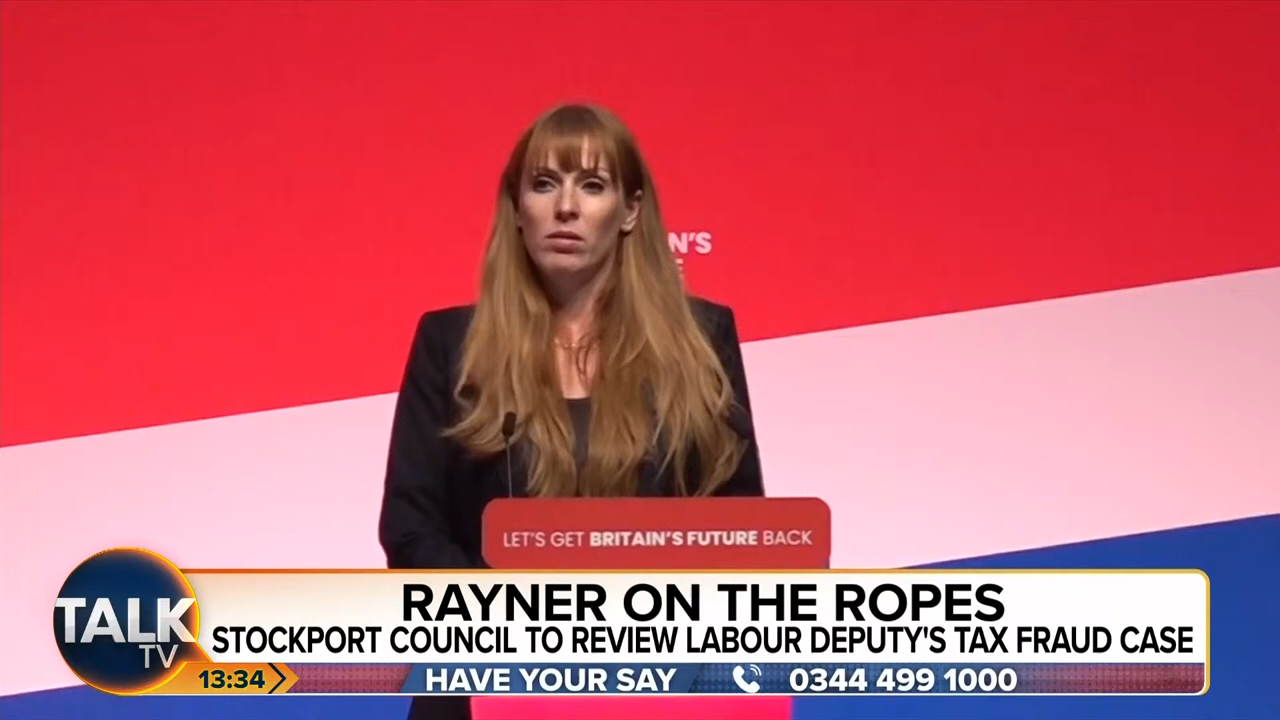 N'S
E
LET'S GET BRITAIN'S FUTURE BACK
RAYNER ON THE ROPES
STOCKPORT COUNCIL TO REVIEW LABOUR DEPUTY'S TAX FRAUD CASE
TALK
TV
13:34
HAVE YOUR SAY
0344 499 1000